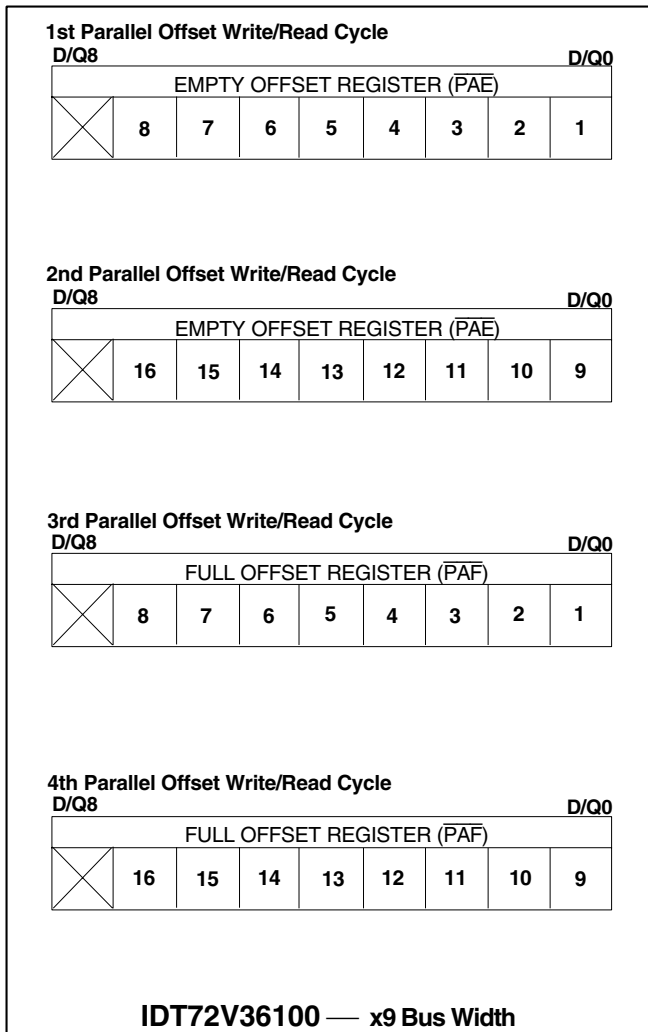 1st Parallel Offset Write/Read Cycle
D/Q8 D/Q0
EMPTY OFFSET REGISTER (P̅A̅E̅)
8 7 6 5 4 3 2 1
2nd Parallel Offset Write/Read Cycle
D/Q8 D/Q0
EMPTY OFFSET REGISTER (P̅A̅E̅)
16 15 14 13 12 11 10 9
3rd Parallel Offset Write/Read Cycle
D/Q8 D/Q0
FULL OFFSET REGISTER (P̅A̅F̅)
8 7 6 5 4 3 2 1
4th Parallel Offset Write/Read Cycle
D/Q8 D/Q0
FULL OFFSET REGISTER (P̅A̅F̅)
16 15 14 13 12 11 10 9
IDT72V36100 — x9 Bus Width